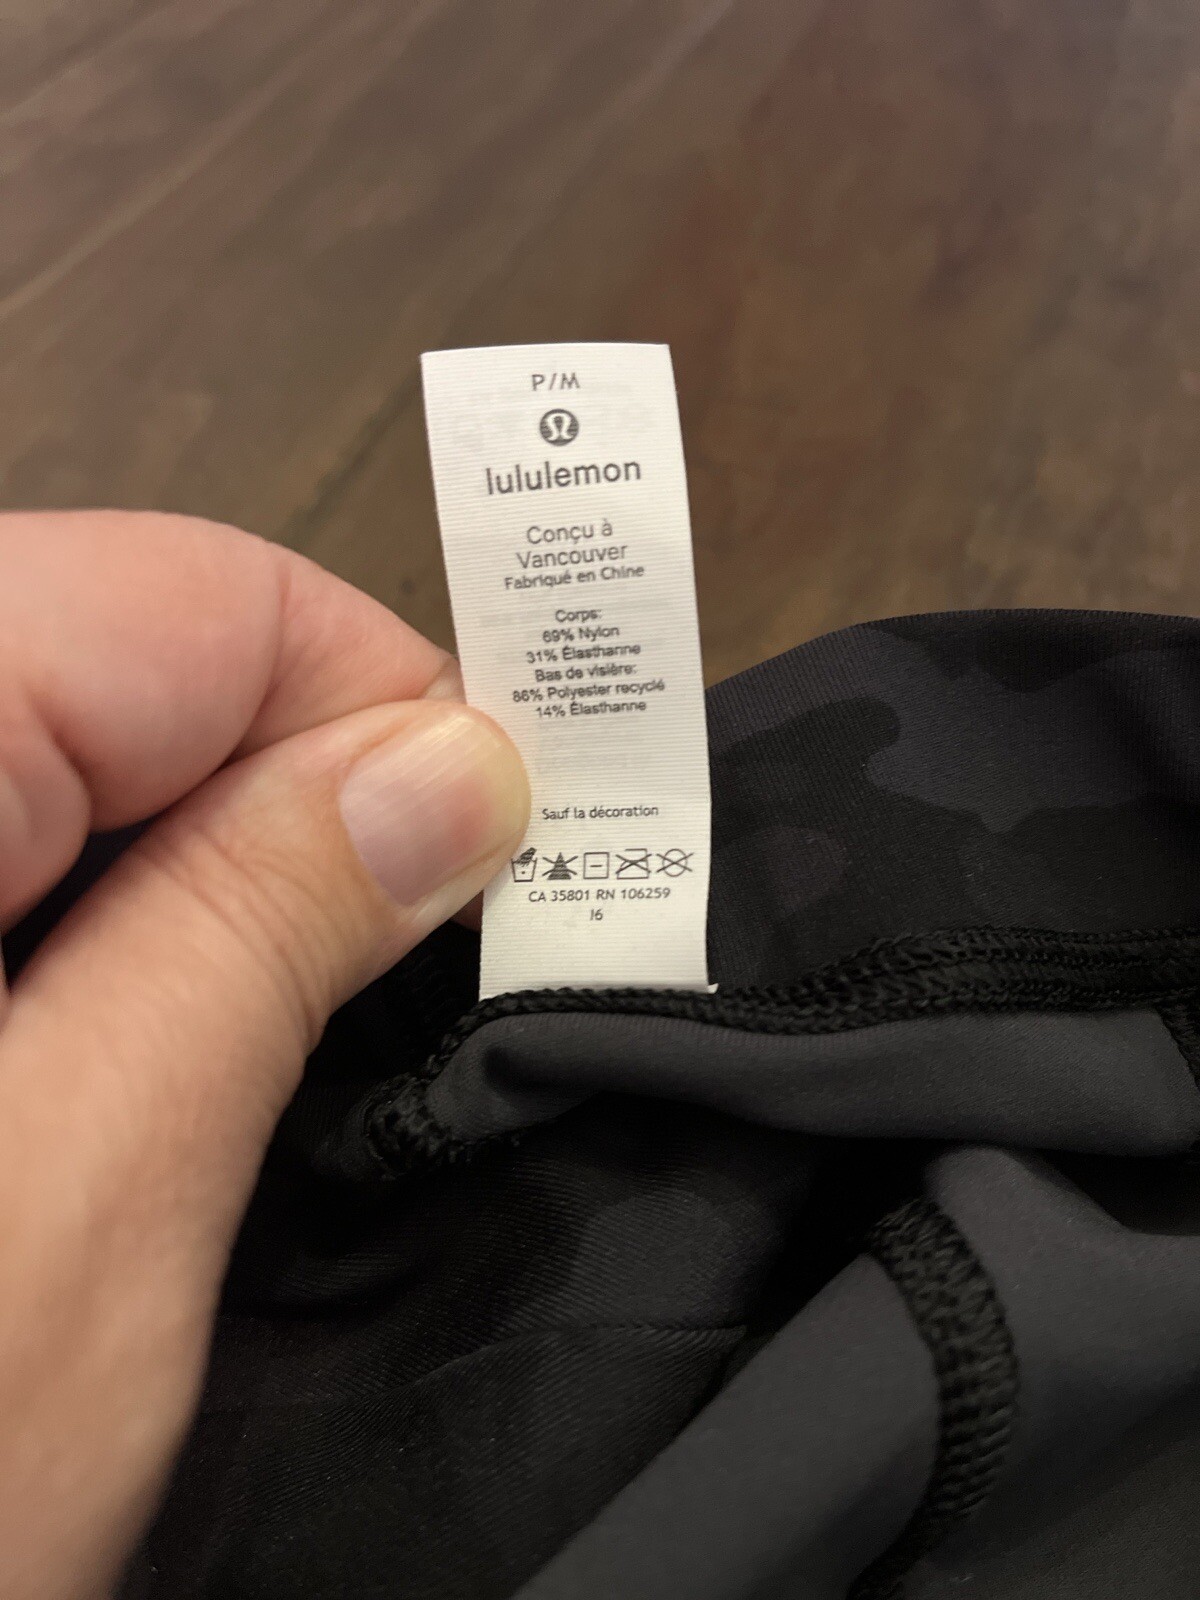 P/M
lululemon
Conçu à
Vancouver
Fabriqué en Chine
Corps:
69% Nylon
31% Élasthanne
Bas de visière:
86% Polyester recyclé
14% Élasthanne
Sauf la décoration
CA 35801 RN 106259
I6